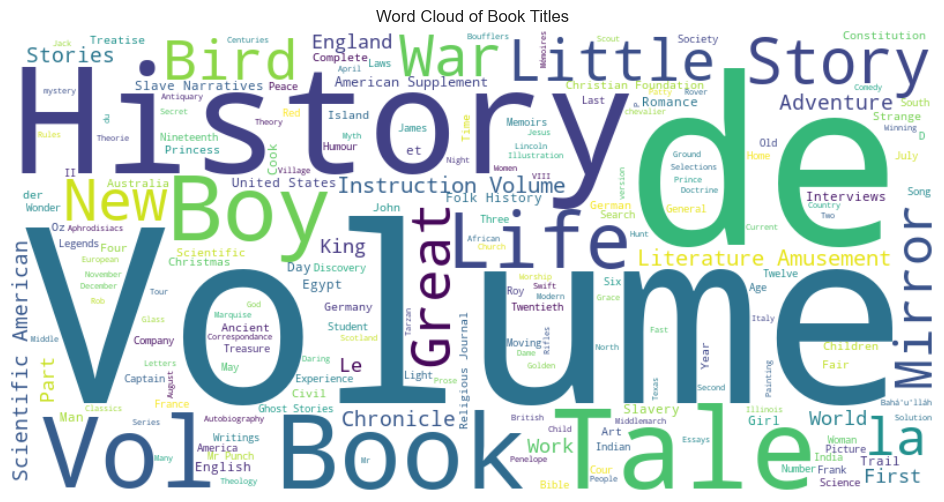 Word Cloud of Book Titles
Jack
Centuries
Boufflers
Scout
Constitution
Treatise
England
Mémoires
Society
Stories
Bird
Complete
Laws
War
Little
Story
Comedy
mystery
Slave Narratives
Peace
April
American Supplement
Christian Foundation
Fatty
Rover
Antiquary
Secret
Red
Island
James
Time
Memoirs
Last
Romance
P
chevalier
Adventure
South
Strange
Winning
Rules
Theorie
History
Nineteenth
Theory
Myth
Humour
et
Lincoln
Jesus
Illustration
de
Old
D
July
Princess
Cook
Village
Night
Women
VIII
Three
version
Ground
Selections
Prince
Doctrine
Home
II
Australia
United States
Instruction Volume
Folk History
German
General
Interviews
Song
der
Wonder
New
Boy
John
Search
Country
Two
Oz
Aphrodisiacs
Legends
Four
European
Scientific
Christmas
King
Great
Life
African
Church
Hunt
Current
Literature Amusement
Mirror
November
December
Rob
Day
Discovery
Egypt
Worship
Swift
Modern
Six
Grace
Twelve
Age
Tour
God
Marquise
Germany
Tarzan
Roy
Twentieth
Italy
Scientific American
Middle
Glass
Company
Ancient
Correspondance
Treasure
Student
Scotland
Moving
Dame
Golden
Rifles
North
Fast
Year
Painting
Children
Fair
Volume
Letters
Captain
May
August
Daring
Experience
Le
Light
Prose
Religious Journal
Texas
Second
Part
Man
Classics
France
Series
Autobiography
Civil
Ghost Stories
Chronicle
British
Middlemarch
Slavery
Illinois
Girl
World
Bahá'u'lláh
Solution
Vol
Many
America
Writings
Mr Punch
English
Theology
Book
Mr
Child
Penelope
Work
Art
Indian
Bible
Tale
Cour
People
Essays
Number
Woman
Picture
India
Frank
Science
la
Trail
First